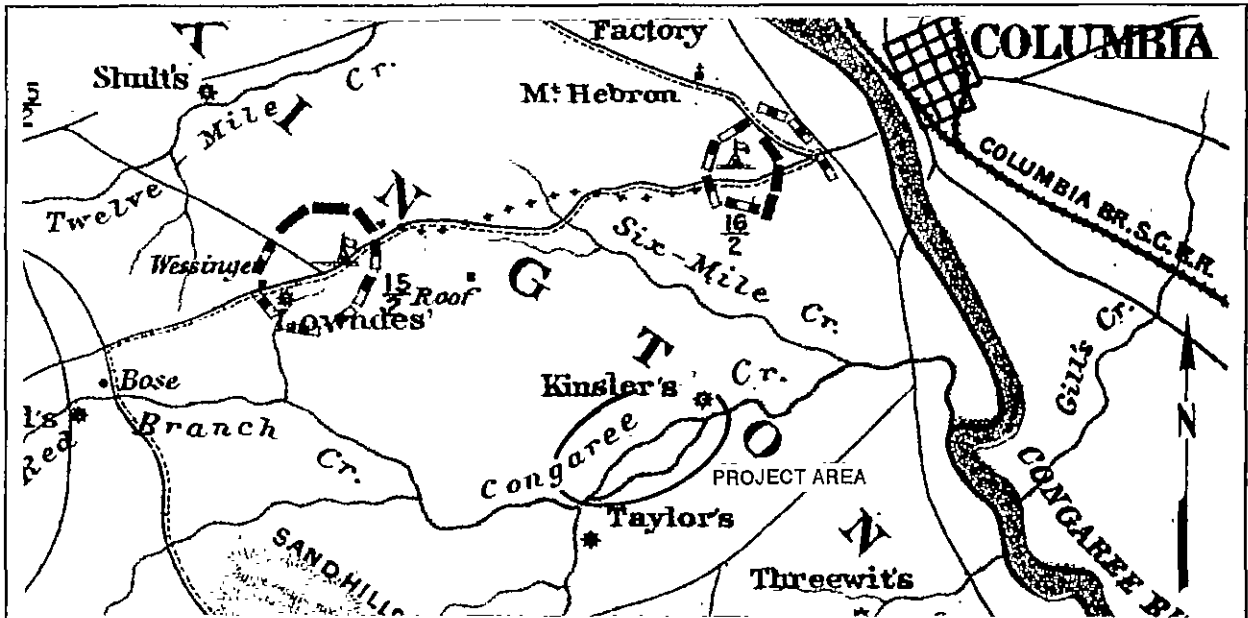 Factory
COLUMBIA
Shult's
Cr.
Mt. Hebron
Twelve Mile
COLUMBIA BR. S. C. R.R.
16/2
Six-Mile Cr.
Wessinger
15/2
Roof
Lowndes'
Gill's Cr.
Kinsler's
Cr.
Bose
Red Branch Cr.
Congaree
PROJECT AREA
N
Taylor's
SANDHILLS
CONGAREE
Threewit's
T I N G T O N